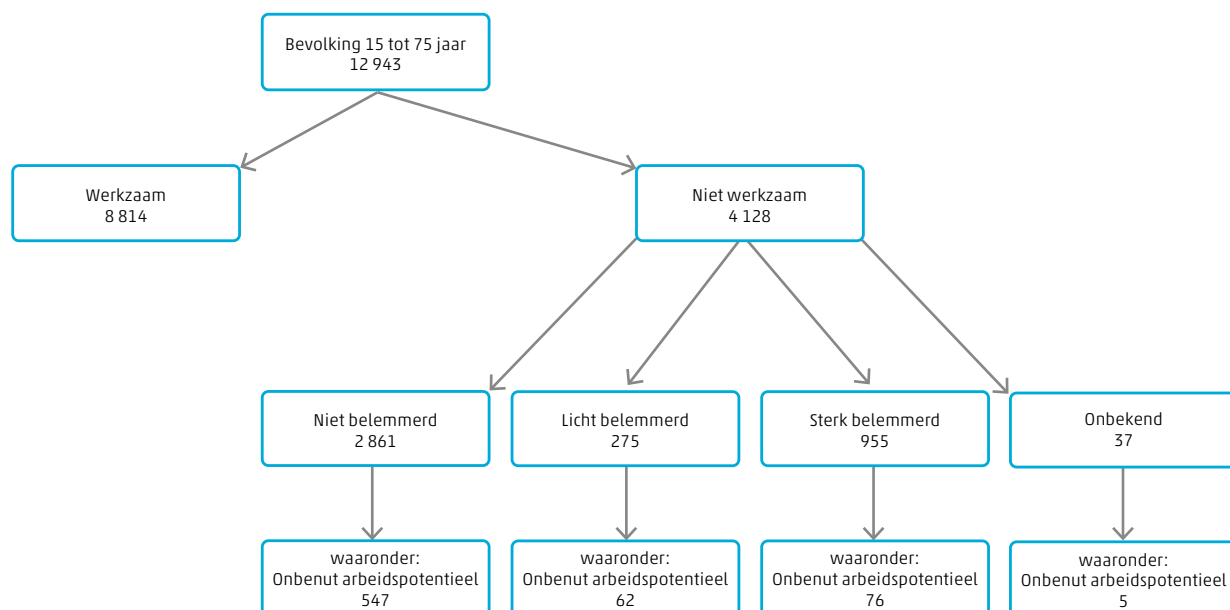 Bevolking 15 tot 75 jaar
12 943
Werkzaam
8 814
Niet werkzaam
4 128
Niet belemmerd
2 861
Licht belemmerd
275
Sterk belemmerd
955
Onbekend
37
waaronder:
Onbenut arbeidspotentieel
547
waaronder:
Onbenut arbeidspotentieel
62
waaronder:
Onbenut arbeidspotentieel
76
waaronder:
Onbenut arbeidspotentieel
5